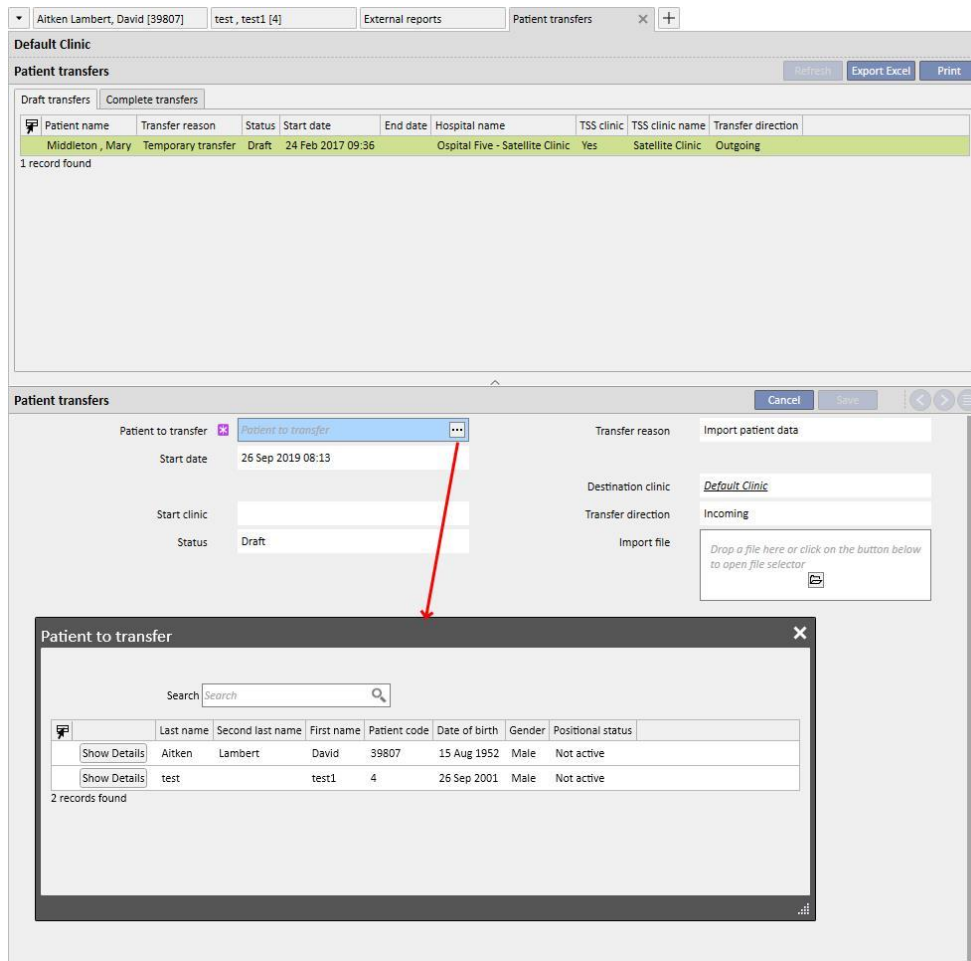 Aitken Lambert, David [39807] test , test1 [4] External reports Patient transfers
Default Clinic
Patient transfers Refresh Export Excel Print
Draft transfers Complete transfers
Patient name Transfer reason Status Start date End date Hospital name TSS clinic TSS clinic name Transfer direction
Middleton , Mary Temporary transfer Draft 24 Feb 2017 09:36 Ospital Five - Satellite Clinic Yes Satellite Clinic Outgoing
1 record found
Patient transfers Cancel Save
Patient to transfer Patient to transfer ... Transfer reason Import patient data
Start date 26 Sep 2019 08:13
Destination clinic Default Clinic
Start clinic Transfer direction Incoming
Status Draft Import file Drop a file here or click on the button below
to open file selector
Patient to transfer
Search Search
Last name Second last name First name Patient code Date of birth Gender Positional status
Show Details Aitken Lambert David 39807 15 Aug 1952 Male Not active
Show Details test test1 4 26 Sep 2001 Male Not active
2 records found